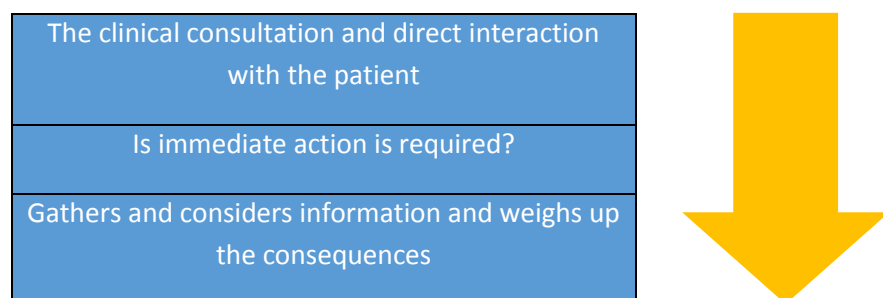 The clinical consultation and direct interaction
with the patient
Is immediate action is required?
Gathers and considers information and weighs up
the consequences